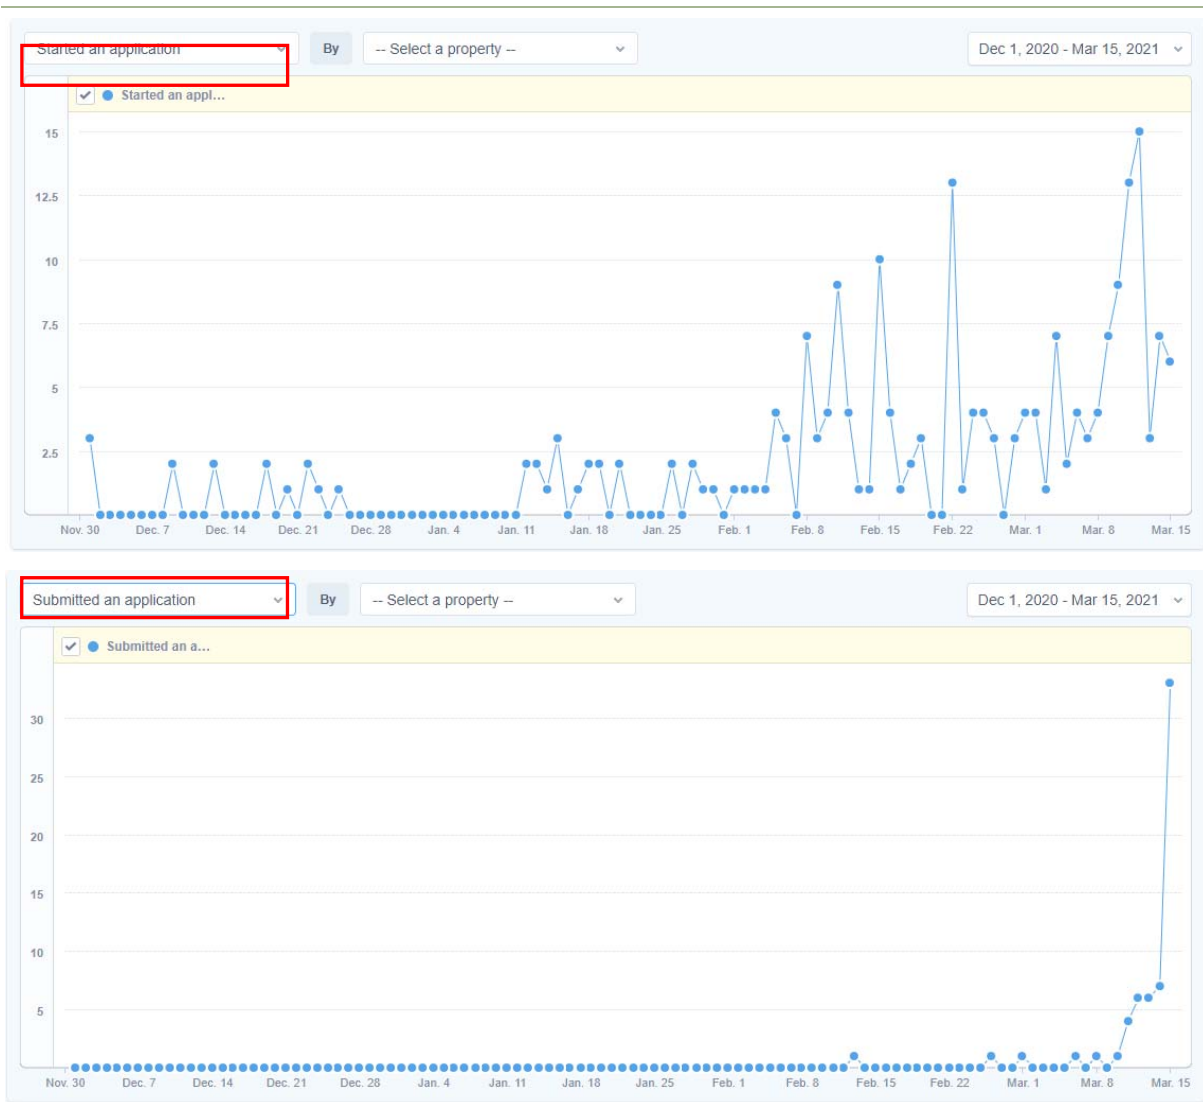 Started an application By -- Select a property -- Dec 1, 2020 - Mar 15, 2021
Started an appl...
15
12.5
10
7.5
5
2.5
Nov. 30 Dec. 7 Dec. 14 Dec. 21 Dec. 28 Jan. 4 Jan. 11 Jan. 18 Jan. 25 Feb. 1 Feb. 8 Feb. 15 Feb. 22 Mar. 1 Mar. 8 Mar. 15
Submitted an application By -- Select a property -- Dec 1, 2020 - Mar 15, 2021
Submitted an a...
30
25
20
15
10
5
Nov. 30 Dec. 7 Dec. 14 Dec. 21 Dec. 28 Jan. 4 Jan. 11 Jan. 18 Jan. 25 Feb. 1 Feb. 8 Feb. 15 Feb. 22 Mar. 1 Mar. 8 Mar. 15